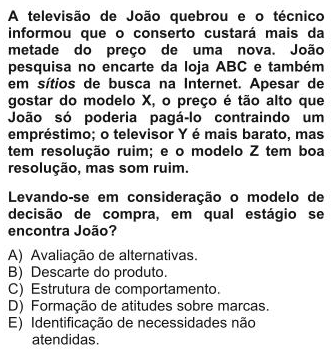 A televisão de João quebrou e o técnico
informou que o conserto custará mais da
metade do preço de uma nova. João
pesquisa no encarte da loja ABC e também
em sítios de busca na Internet. Apesar de
gostar do modelo X, o preço é tão alto que
João só poderia pagá-lo contraindo um
empréstimo; o televisor Y é mais barato, mas
tem resolução ruim; e o modelo Z tem boa
resolução, mas som ruim.
Levando-se em consideração o modelo de
decisão de compra, em qual estágio se
encontra João?
A) Avaliação de alternativas.
B) Descarte do produto.
C) Estrutura de comportamento.
D) Formação de atitudes sobre marcas.
E) Identificação de necessidades não
atendidas.